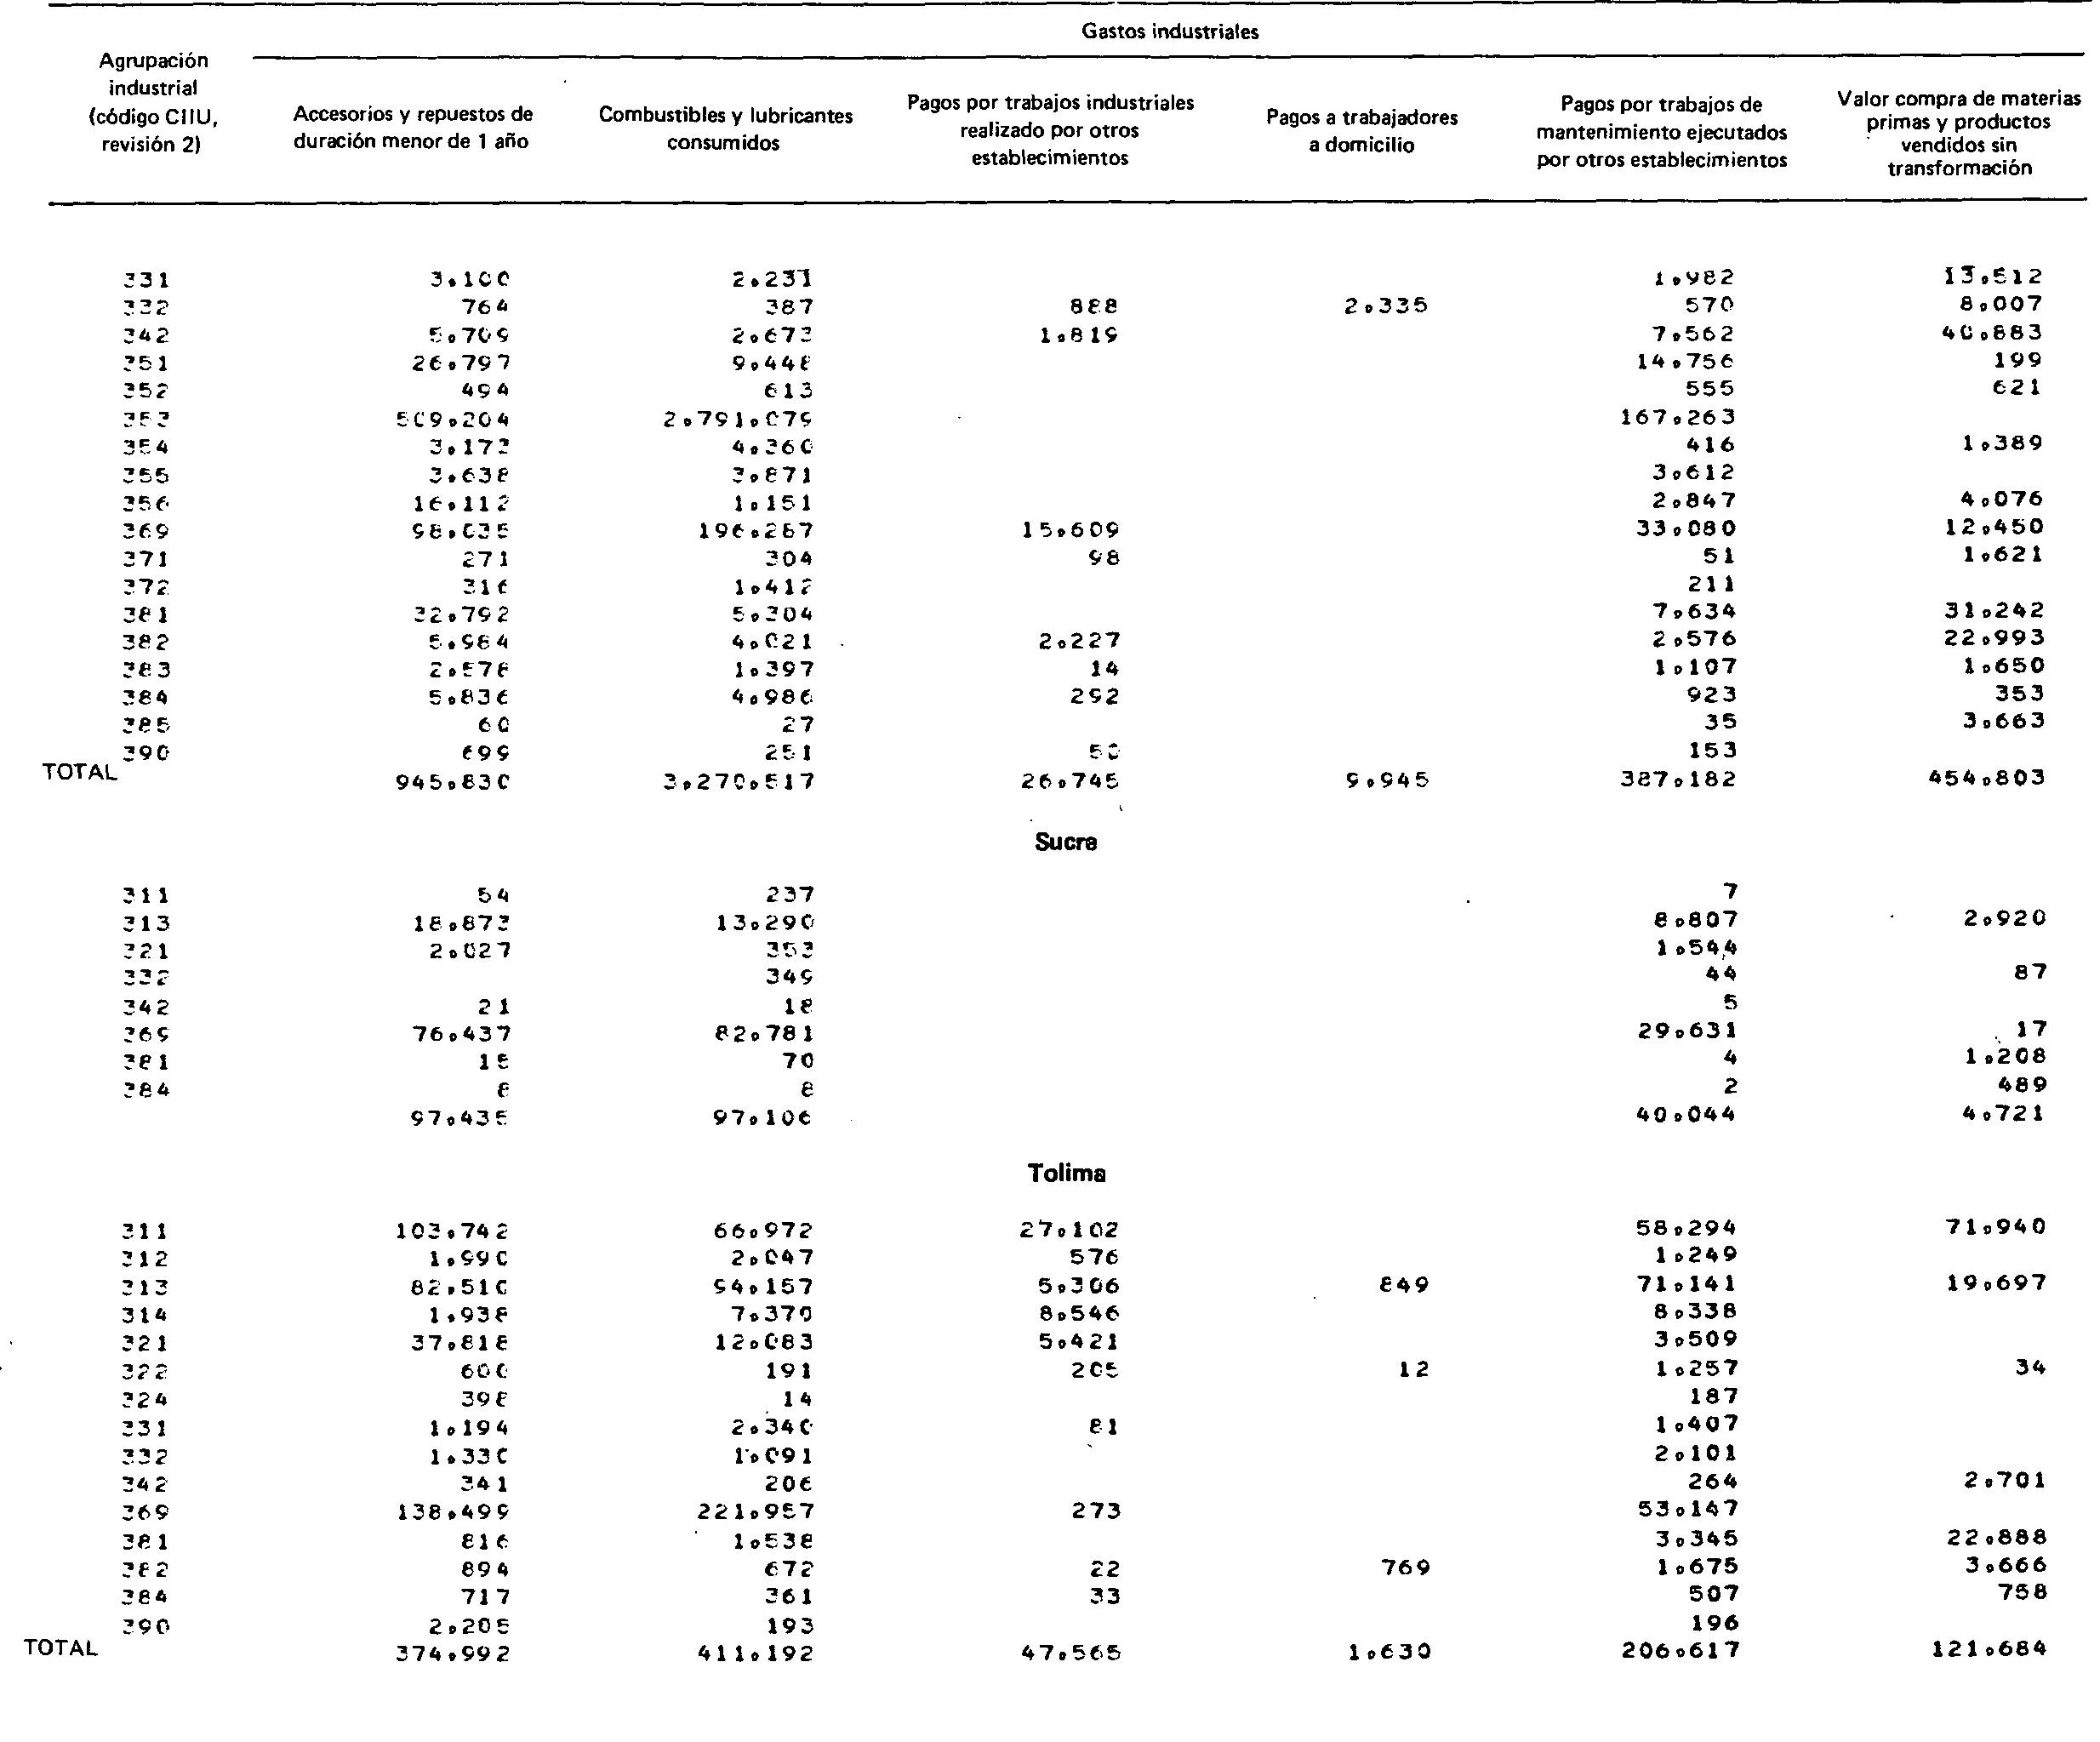 Gastos industriales
Agrupación industrial (código CIIU, revisión 2) Accesorios y repuestos de duración menor de 1 año Combustibles y lubricantes consumidos Pagos por trabajos industriales realizado por otros establecimientos Pagos a trabajadores a domicilio Pagos por trabajos de mantenimiento ejecutados por otros establecimientos Valor compra de materias primas y productos vendidos sin transformación
331 3.100 2.231 1.982 13.512
332 764 387 888 2.335 570 8.007
342 5.709 2.673 1.819 7.562 40.883
351 26.797 9.448 14.756 199
352 494 613 555 621
353 509.204 2.791.079 167.263
354 3.173 4.360 416 1.389
355 3.638 3.871 3.612
356 16.112 1.151 2.847 4.076
369 98.035 196.287 15.609 33.080 12.450
371 271 304 98 51 1.621
372 316 1.412 211
381 32.792 5.304 7.634 31.242
382 5.984 4.021 2.227 2.576 22.993
383 2.578 1.397 14 1.107 1.650
384 5.836 4.986 292 923 353
385 60 27 35 3.663
390 699 251 50 153
TOTAL 945.830 3.270.517 26.745 9.945 387.182 454.803
Sucre
311 54 237 7
313 18.873 13.290 8.807 2.920
321 2.027 353 1.544
332 349 44 87
342 21 18 5
369 76.437 82.781 29.631 17
381 15 70 4 1.208
384 8 8 2 489
97.435 97.106 40.044 4.721
Tolima
311 103.742 66.972 27.102 58.294 71.940
312 1.990 2.047 576 1.249
313 82.510 94.157 5.306 849 71.141 19.697
314 1.938 7.370 8.546 8.338
321 37.818 12.083 5.421 3.509
322 600 191 205 12 1.257 34
324 398 14 187
331 1.194 2.340 81 1.407
332 1.330 1.091 2.101
342 341 206 264 2.701
369 138.499 221.957 273 53.147
381 816 1.538 3.345 22.888
382 894 672 22 769 1.675 3.666
384 717 361 33 507 758
390 2.205 193 196
TOTAL 374.992 411.192 47.565 1.630 206.617 121.684